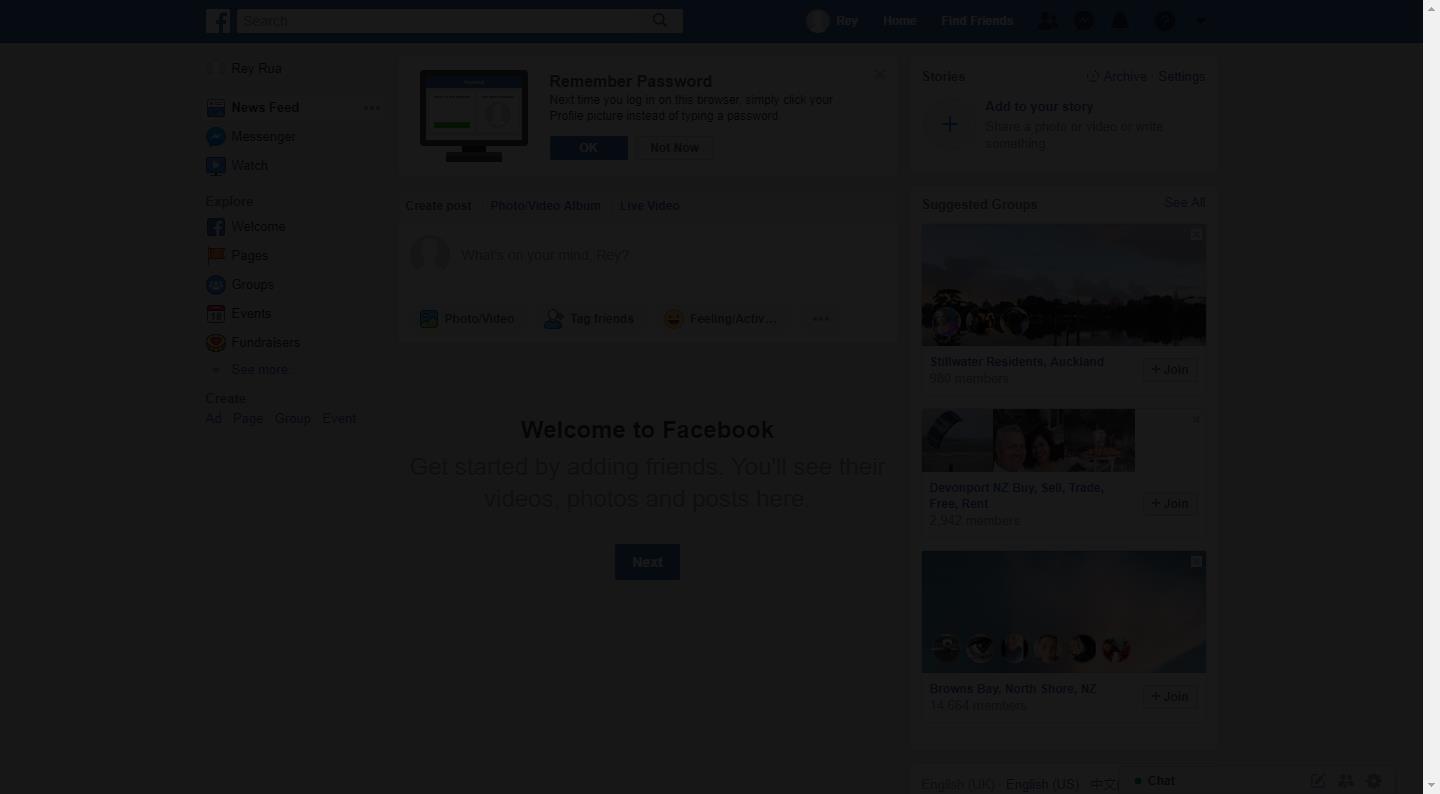 Search
Rey
Home
Find Friends
Rey Rua
News Feed
Messenger
Watch
Explore
Welcome
Pages
Groups
18
Events
Fundraisers
See more...
Create
Ad Page Group Event
Remember Password
Next time you log in on this browser, simply click your
Profile picture instead of typing a password.
OK
Not Now
Create post
Photo/Video Album
Live Video
What's on your mind, Rey?
Photo/Video
Tag friends
Feeling/Activ...
Welcome to Facebook
Get started by adding friends. You'll see their
videos, photos and posts here.
Next
Stories
Archive · Settings
Add to your story
Share a photo or video or write
something
Suggested Groups
See All
Stillwater Residents, Auckland
980 members
+ Join
Devonport NZ Buy, Sell, Trade,
Free, Rent
2,942 members
+ Join
Browns Bay, North Shore, NZ
14,664 members
+ Join
English (UK) · English (US) · 中文(
Chat